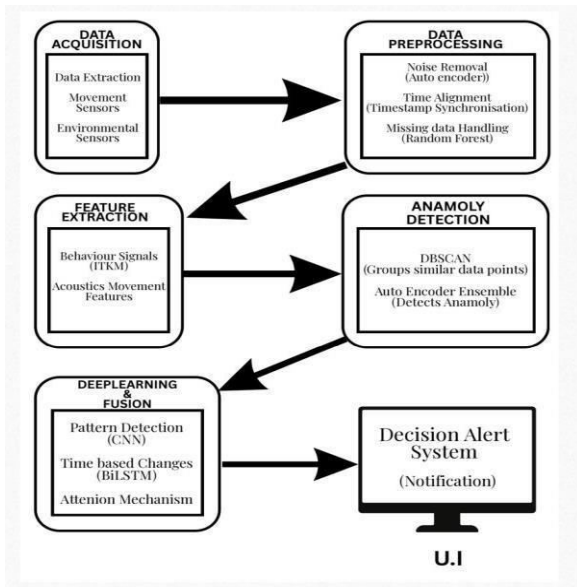 DATA
ACQUISITION
Data Extraction
Movement
Sensors
Environmental
Sensors
DATA
PREPROCESSING
Noise Removal
(Auto encoder))
Time Alignment
(Timestamp Synchronisation)
Missing data Handling
(Random Forest)
FEATURE
EXTRACTION
Behaviour Signals
(ITKM)
Acoustics Movement
Features
ANAMOLY
DETECTION
DBSCAN
(Groups similar data points)
Auto Encoder Ensemble
(Detects Anamoly)
DEEPLEARNING
&
FUSION
Pattern Detection
(CNN)
Time based Changes
(BiLSTM)
Attenion Mechanism
Decision Alert
System
(Notification)
U.I